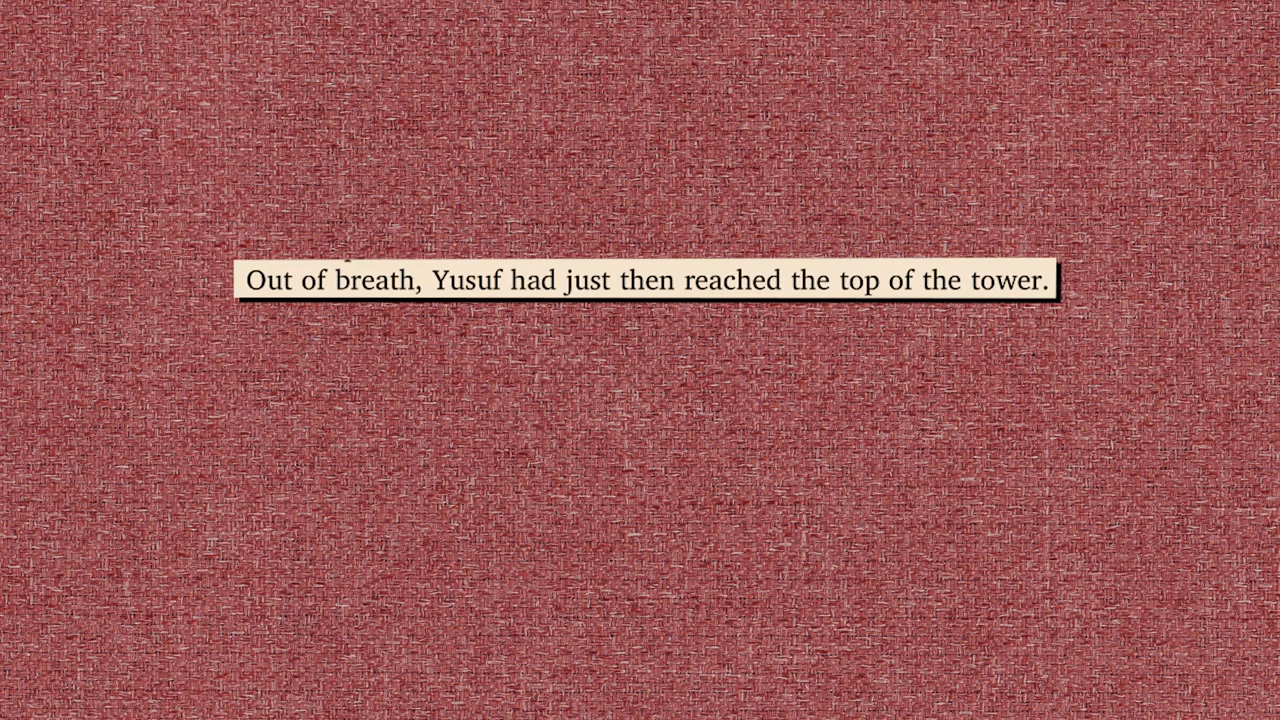 Out of breath, Yusuf had just then reached the top of the tower.